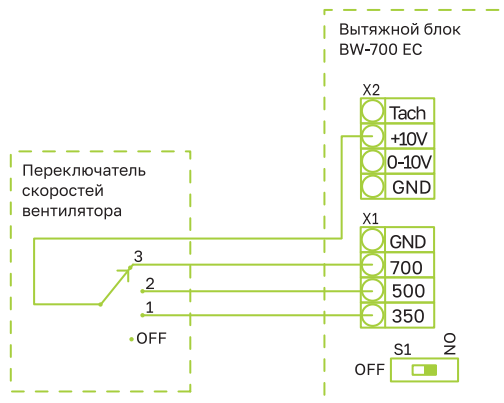 Вытяжной блок
BW-700 EC
X2
Tach
+10V
0-10V
GND
Переключатель
скоростей
вентилятора
3
2
1
OFF
X1
GND
700
500
350
S1
OFF
NO